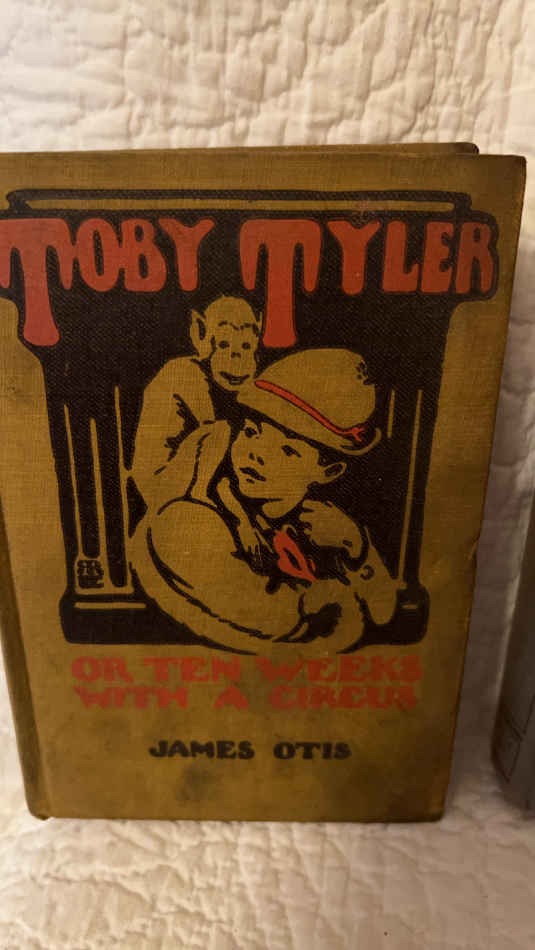 TOBY TYLER
OR TEN WEEKS
WITH A CIRCUS
JAMES OTIS